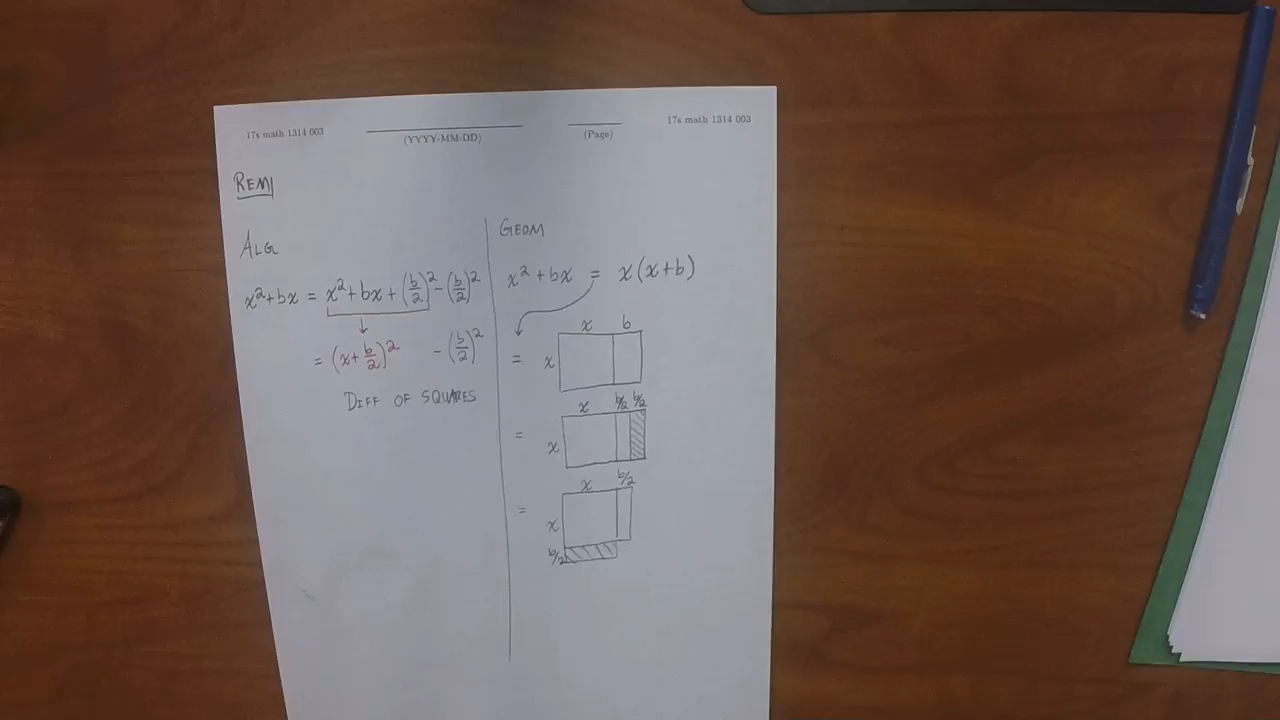 17s math 1314 003
(YYYY-MM-DD)
(Page)
17s math 1314 003
REM
ALG
x²+bx = x²+bx+(b/2)²-(b/2)²
= (x+b/2)² -(b/2)²
DIFF OF SQUARES
GEOM
x²+bx = x(x+b)
x b
= x
x b/2 b/2
= x
x b/2
= x
b/2